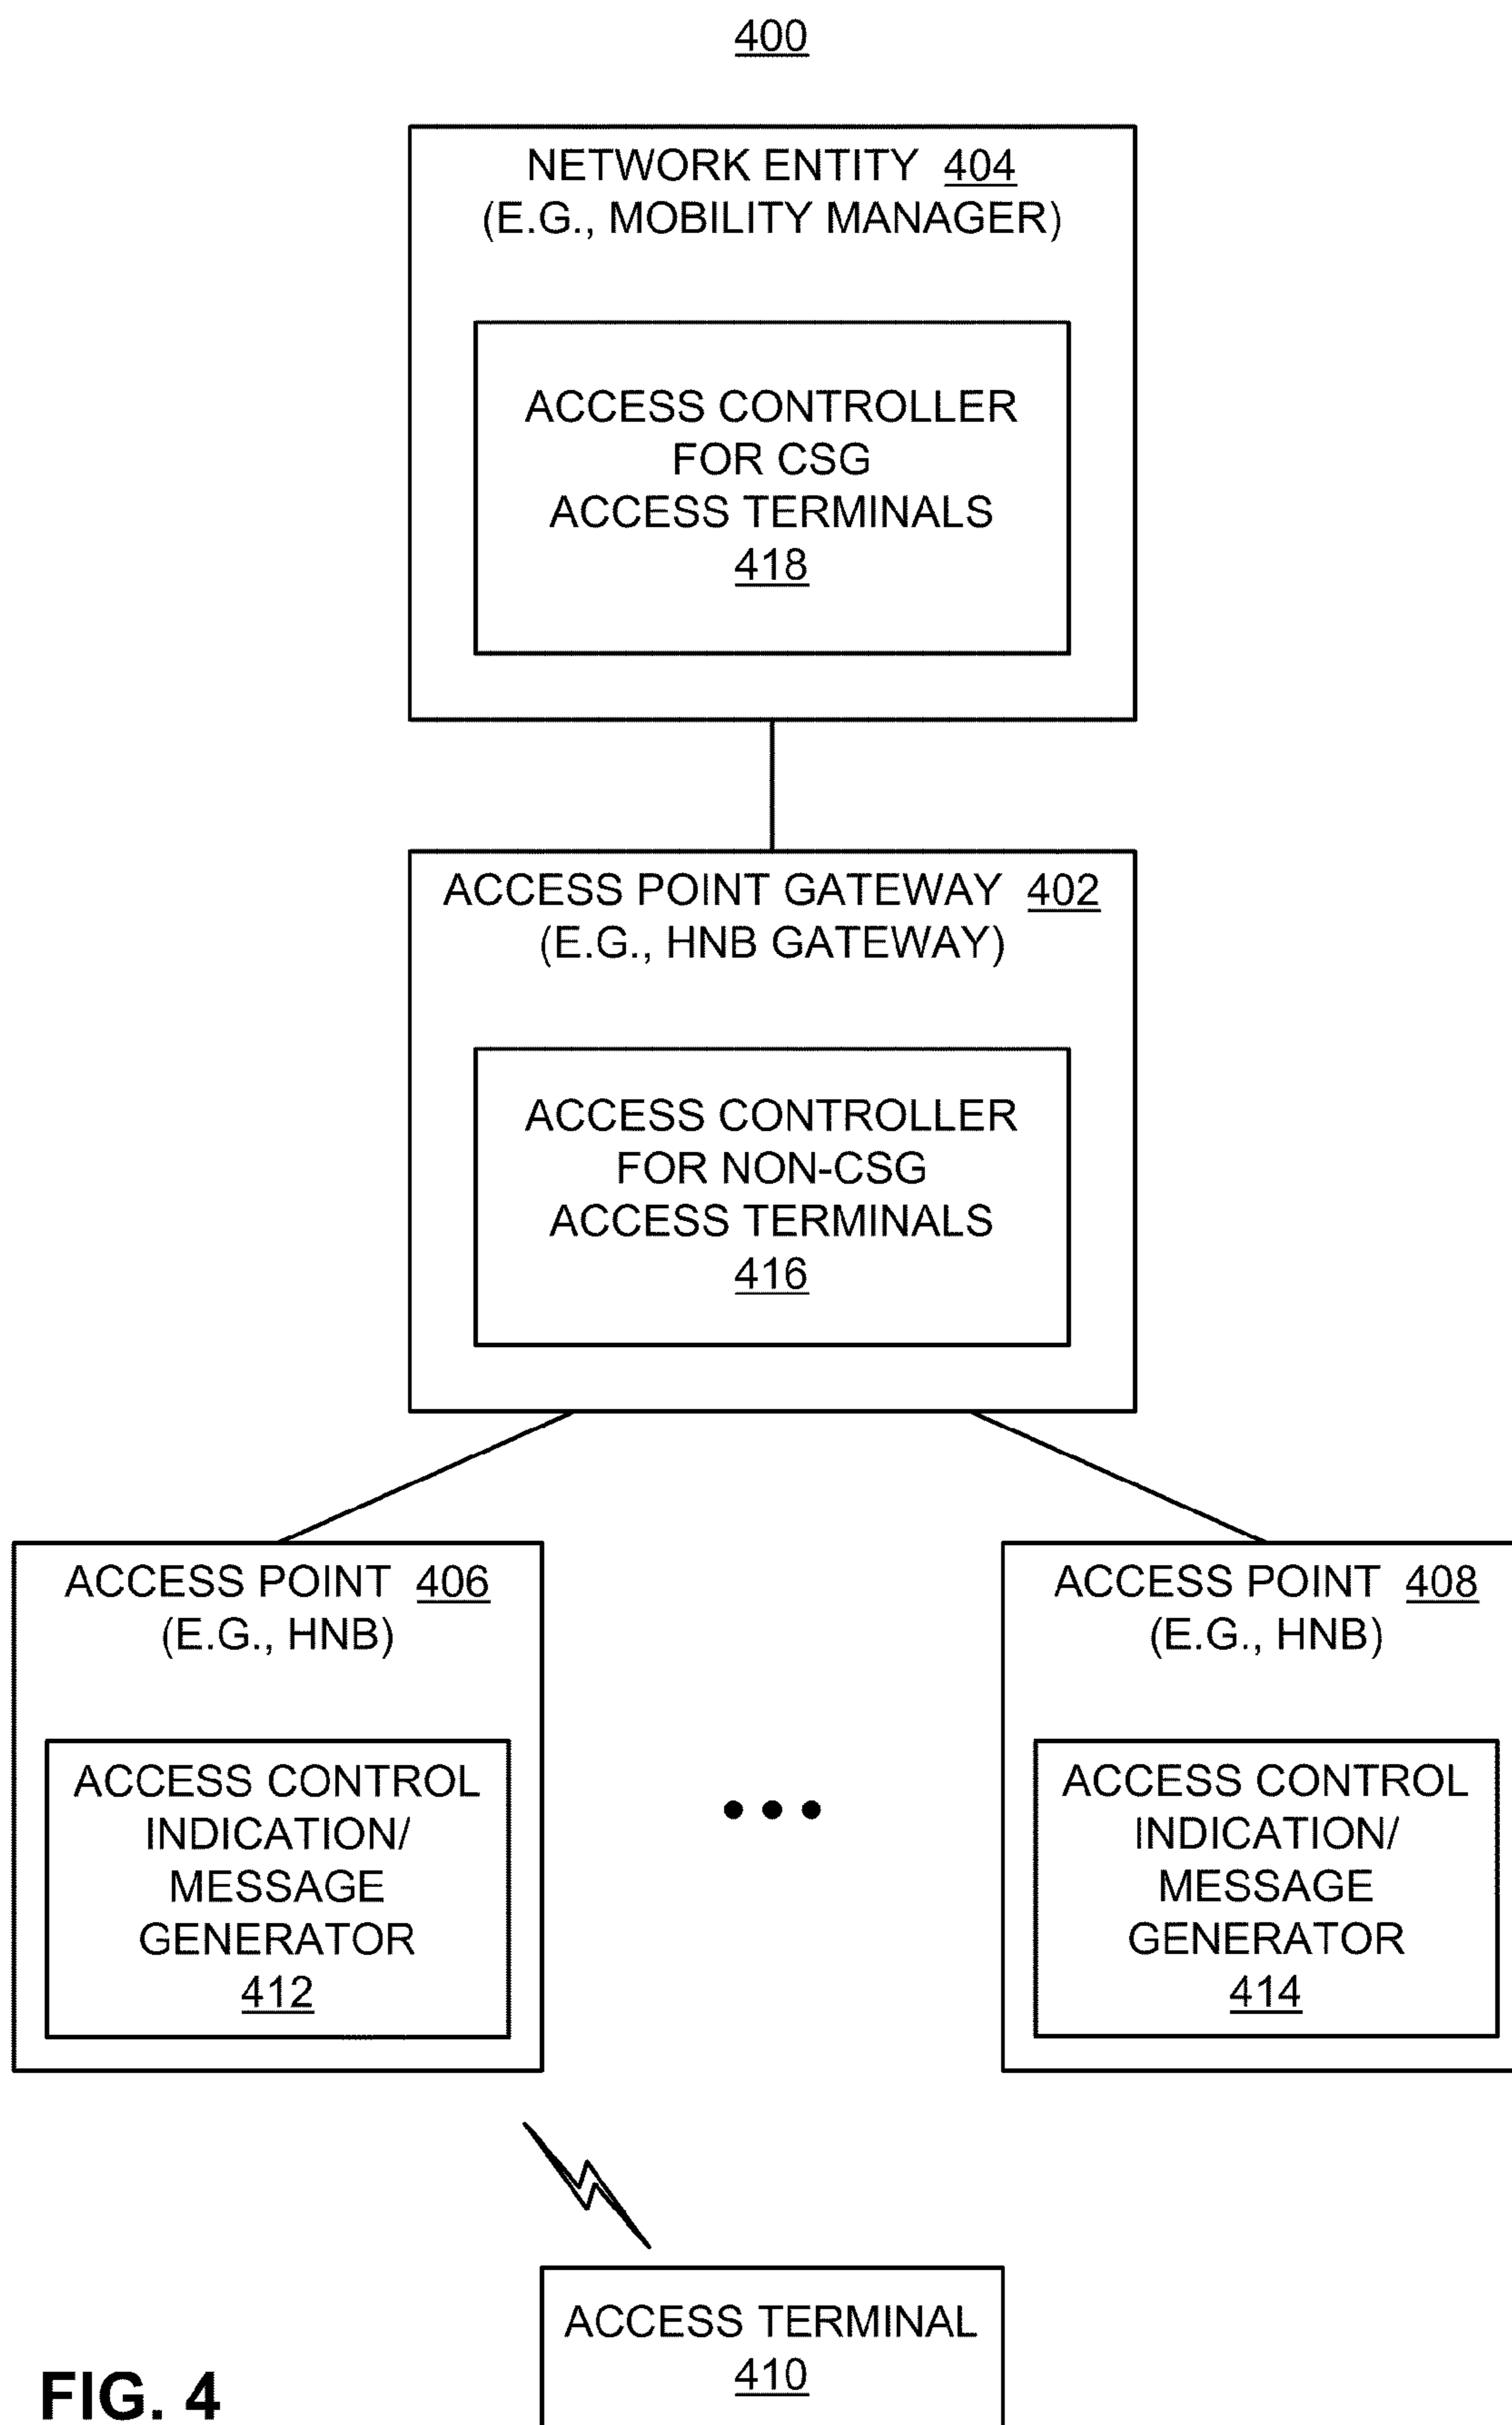 400
NETWORK ENTITY 404
(E.G., MOBILITY MANAGER)
ACCESS CONTROLLER
FOR CSG
ACCESS TERMINALS
418
ACCESS POINT GATEWAY 402
(E.G., HNB GATEWAY)
ACCESS CONTROLLER
FOR NON-CSG
ACCESS TERMINALS
416
ACCESS POINT 406
(E.G., HNB)
ACCESS CONTROL
INDICATION/
MESSAGE
GENERATOR
412
ACCESS POINT 408
(E.G., HNB)
ACCESS CONTROL
INDICATION/
MESSAGE
GENERATOR
414
ACCESS TERMINAL
410
FIG. 4